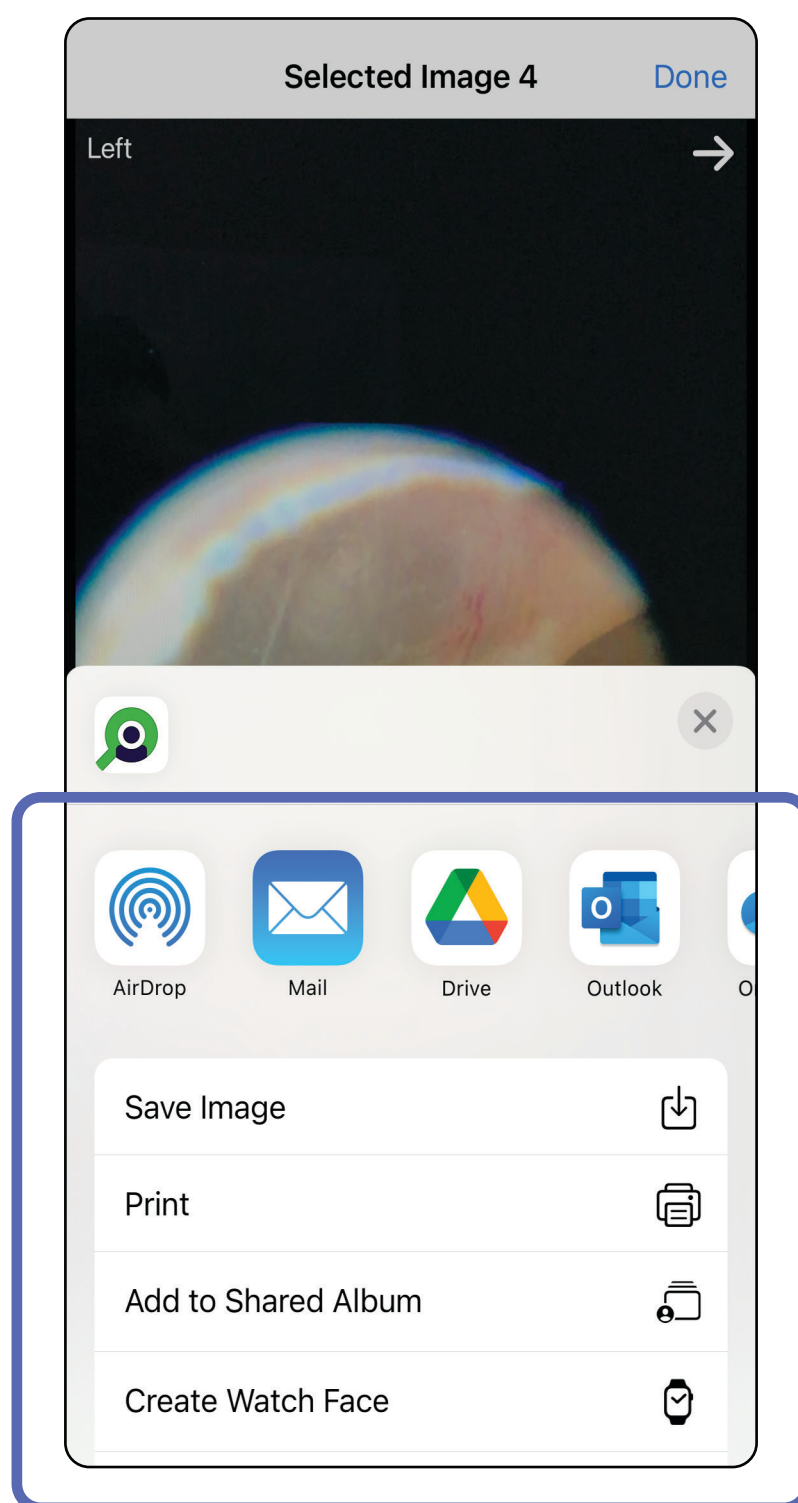 Selected Image 4 Done
Left
AirDrop Mail Drive Outlook
Save Image
Print
Add to Shared Album
Create Watch Face